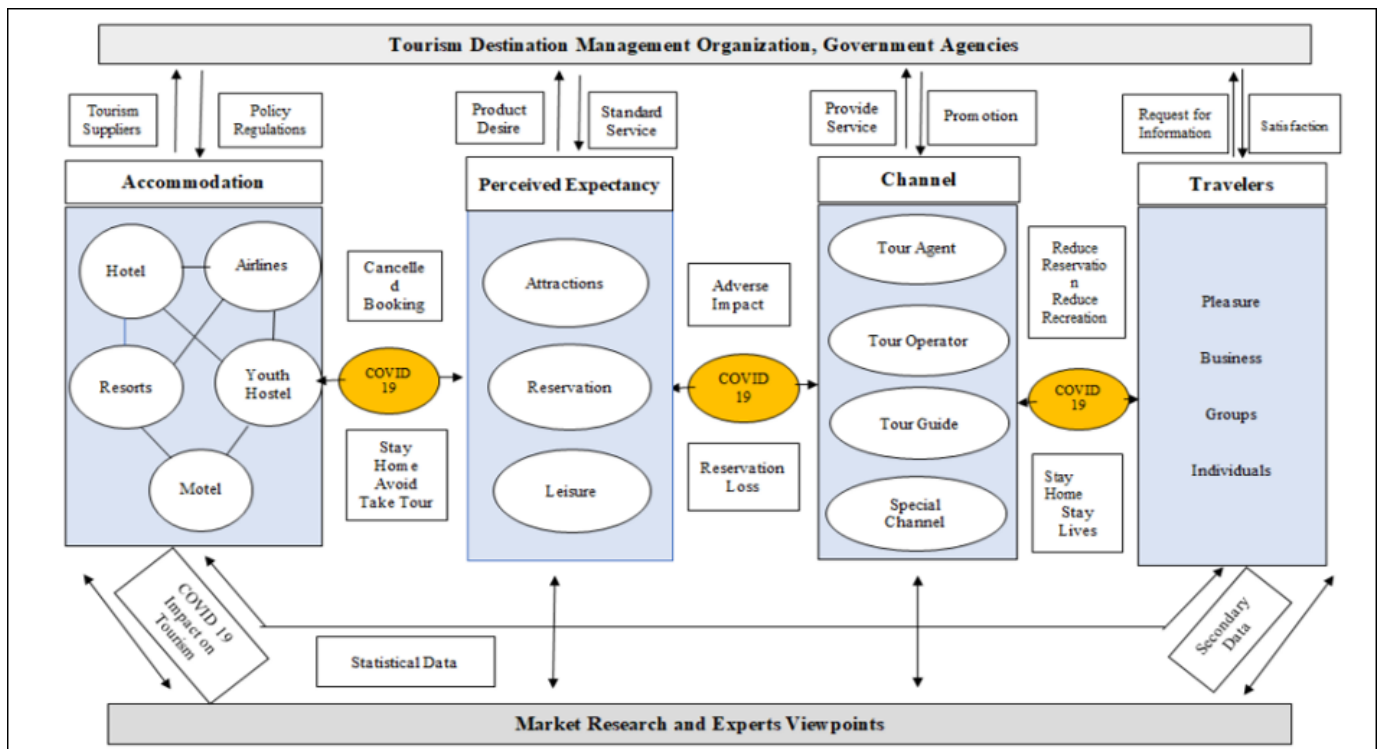 Tourism Destination Management Organization, Government Agencies
Tourism
Suppliers
Policy
Regulations
Product
Desire
Standard
Service
Provide
Service
Promotion
Request for
Information
Satisfaction
Accommodation
Perceived Expectancy
Channel
Travelers
Hotel
Airlines
Resorts
Youth
Hostel
Motel
Cancelle
d
Booking
COVID
19
Stay
Home
Avoid
Take Tour
Attractions
Reservation
Leisure
Adverse
Impact
COVID
19
Reservation
Loss
Tour Agent
Tour Operator
Tour Guide
Special
Channel
Reduce
Reservatio
n
Reduce
Recreation
COVID
19
Stay
Home
Stay
Lives
Pleasure
Business
Groups
Individuals
COVID 19
Impact on
Tourism
Statistical Data
Secondary
Data
Market Research and Experts Viewpoints